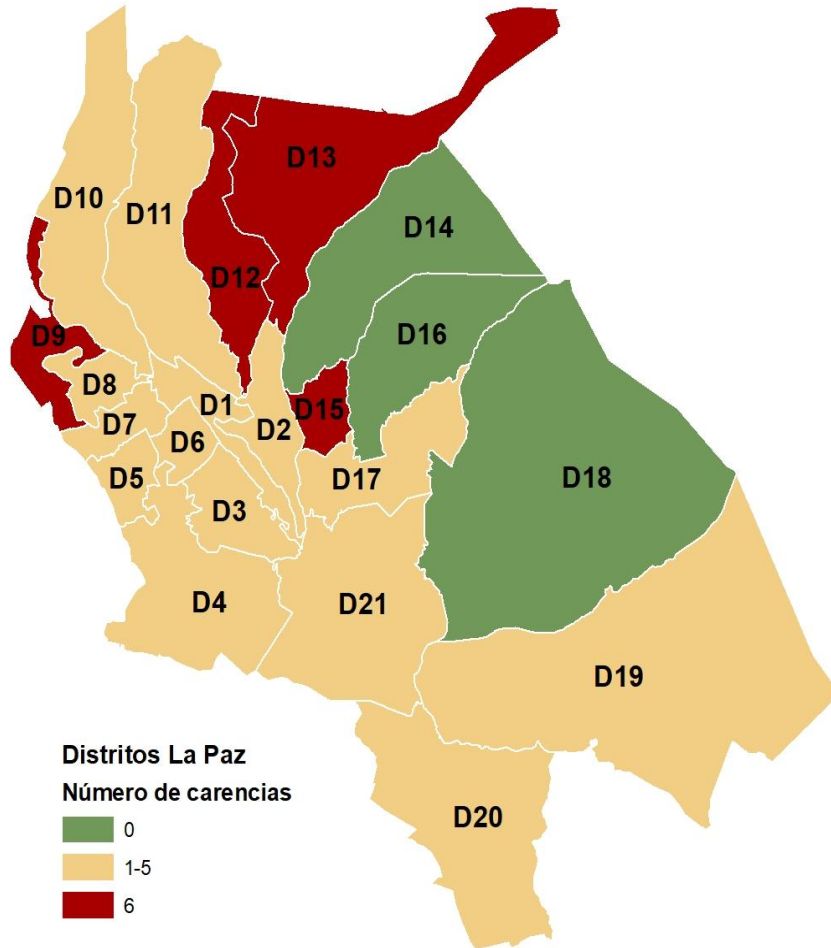 D13
D10
D11
D14
D12
D16
D9
D8
D1
D15
D2
D7
D6
D17
D5
D18
D3
D4
D21
D19
D20
Distritos La Paz
Número de carencias
0
1-5
6